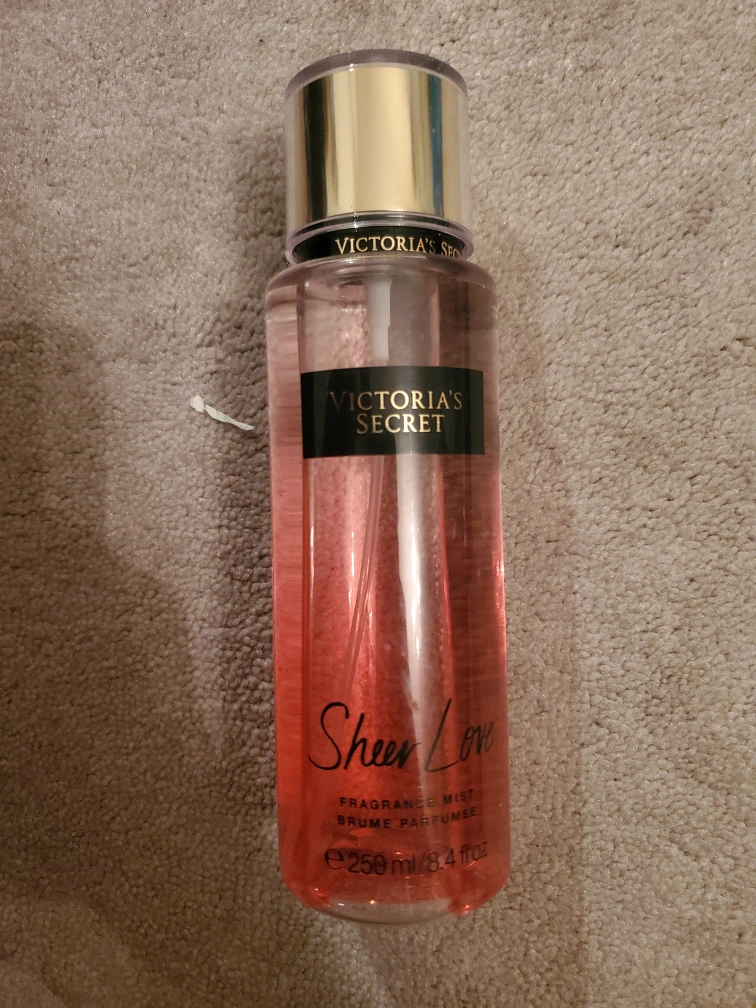 VICTORIA'S SEC
VICTORIA'S
SECRET
Sheer Love
FRAGRANCE MIST
BRUME PARFUMÉE
℮ 250 ml/8.4 fl oz